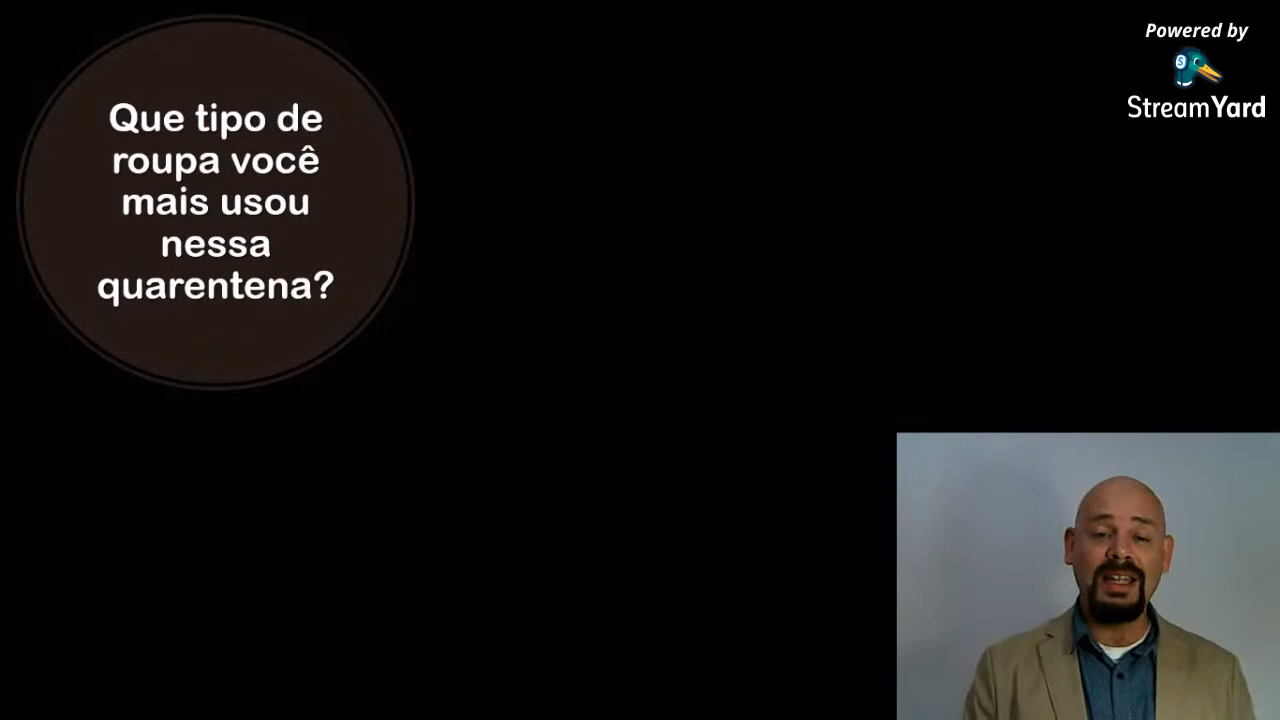 Que tipo de
roupa você
mais usou
nessa
quarentena?
Powered by
StreamYard